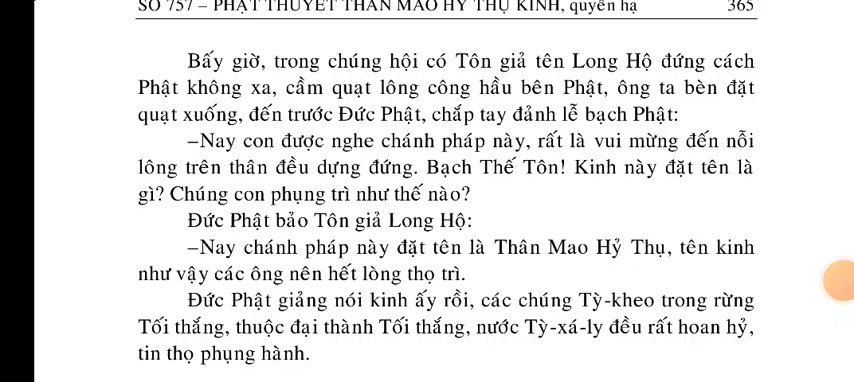 SỐ 757 – PHẬT THUYẾT THÂN MAO HỶ THỤ KINH, quyển hạ 365
Bấy giờ, trong chúng hội có Tôn giả tên Long Hộ đứng cách
Phật không xa, cầm quạt lông công hầu bên Phật, ông ta bèn đặt
quạt xuống, đến trước Đức Phật, chắp tay đảnh lễ bạch Phật:
–Nay con được nghe chánh pháp này, rất là vui mừng đến nỗi
lông trên thân đều dựng đứng. Bạch Thế Tôn! Kinh này đặt tên là
gì? Chúng con phụng trì như thế nào?
Đức Phật bảo Tôn giả Long Hộ:
–Nay chánh pháp này đặt tên là Thân Mao Hỷ Thụ, tên kinh
như vậy các ông nên hết lòng thọ trì.
Đức Phật giảng nói kinh ấy rồi, các chúng Tỳ-kheo trong rừng
Tối thắng, thuộc đại thành Tối thắng, nước Tỳ-xá-ly đều rất hoan hỷ,
tin thọ phụng hành.